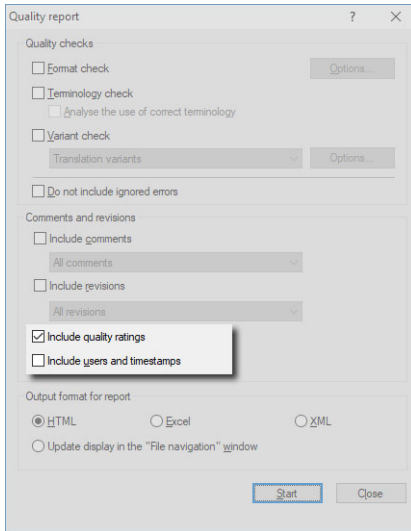 Quality report
Quality checks
Format check
Options...
Terminology check
Analyse the use of correct terminology
Variant check
Translation variants
Options...
Do not include ignored errors
Comments and revisions
Include comments
All comments
Include revisions
All revisions
Include quality ratings
Include users and timestamps
Output format for report
HTML
Excel
XML
Update display in the "File navigation" window
Start
Close